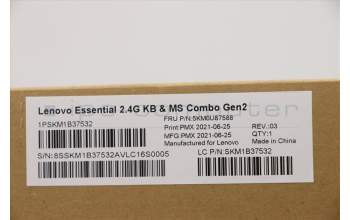 Lenovo Essential 2.4G KB & MS Combo Gen2
1PSKM1B37532
FRU P/N:5KM0U87588
Print:PMX 2021-06-25 REV.:03
MFG:PMX 2021-06-25 QTY:1
Manufactured for Lenovo Made in China
S/N:8SSKM1B37532AVLC16S0005
LC P/N:SKM1B37532